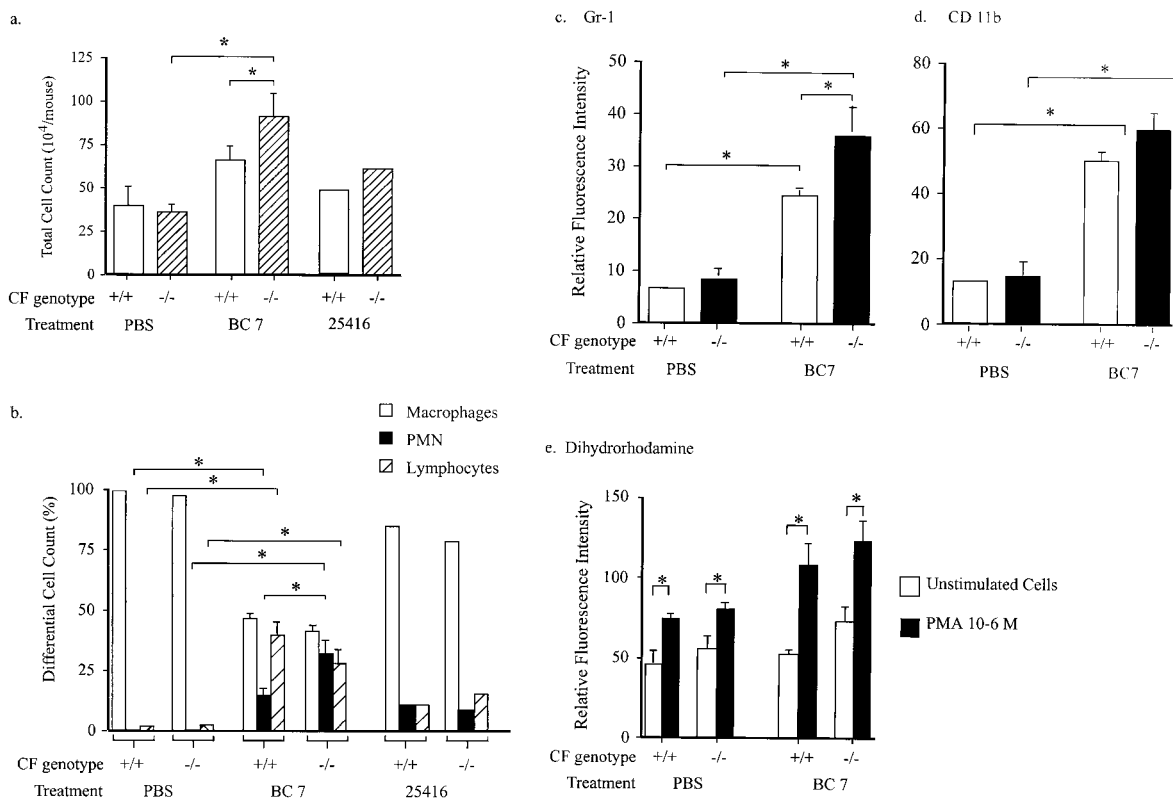 a.
125
100
75
50
25
0
Total Cell Count (10⁴/mouse)
*
*
CF genotype +/+ -/- +/+ -/- +/+ -/-
Treatment PBS BC 7 25416
b.
Macrophages
PMN
Lymphocytes
100
75
50
25
0
Differential Cell Count (%)
*
*
*
*
*
CF genotype +/+ -/- +/+ -/- +/+ -/-
Treatment PBS BC 7 25416
c. Gr-1
50
40
30
20
10
0
Relative Fluorescence Intensity
*
*
*
CF genotype +/+ -/- +/+ -/-
Treatment PBS BC7
d. CD 11b
80
60
40
20
0
*
*
+/+ -/- +/+ -/-
PBS BC7
e. Dihydrorhodamine
150
100
50
0
Relative Fluorescence Intensity
*
*
*
*
Unstimulated Cells
PMA 10-6 M
CF genotype +/+ -/- +/+ -/-
Treatment PBS BC 7